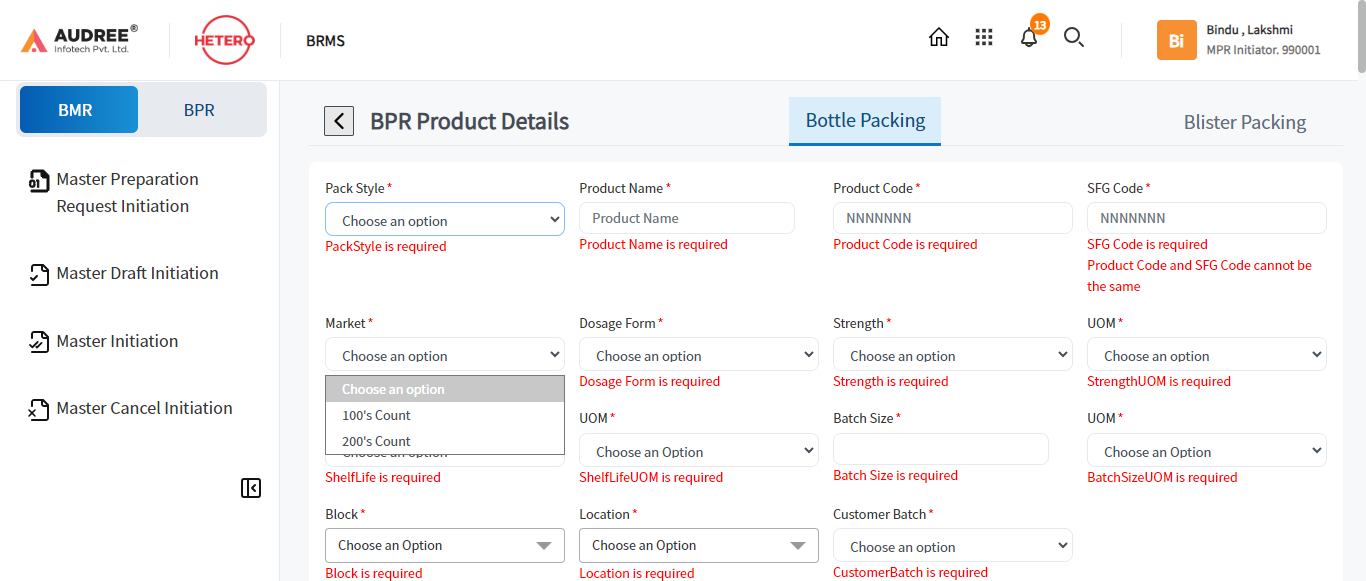 AUDREE®
Infotech Pvt. Ltd.
HETERO
BRMS
13
Bi
Bindu , Lakshmi
MPR Initiator. 990001
BMR
BPR
Master Preparation
Request Initiation
Master Draft Initiation
Master Initiation
Master Cancel Initiation
BPR Product Details
Bottle Packing
Blister Packing
Pack Style *
Product Name *
Product Code *
SFG Code *
Choose an option
Product Name
NNNNNNN
NNNNNNN
PackStyle is required
Product Name is required
Product Code is required
SFG Code is required
Product Code and SFG Code cannot be
the same
Market *
Dosage Form *
Strength *
UOM *
Choose an option
Choose an option
Choose an option
Choose an option
Choose an option
100's Count
200's Count
Dosage Form is required
Strength is required
StrengthUOM is required
UOM *
Batch Size *
UOM *
Choose an option
Choose an Option
Choose an Option
ShelfLife is required
ShelfLifeUOM is required
Batch Size is required
BatchSizeUOM is required
Block *
Location *
Customer Batch *
Choose an Option
Choose an Option
Choose an option
Block is required
Location is required
CustomerBatch is required